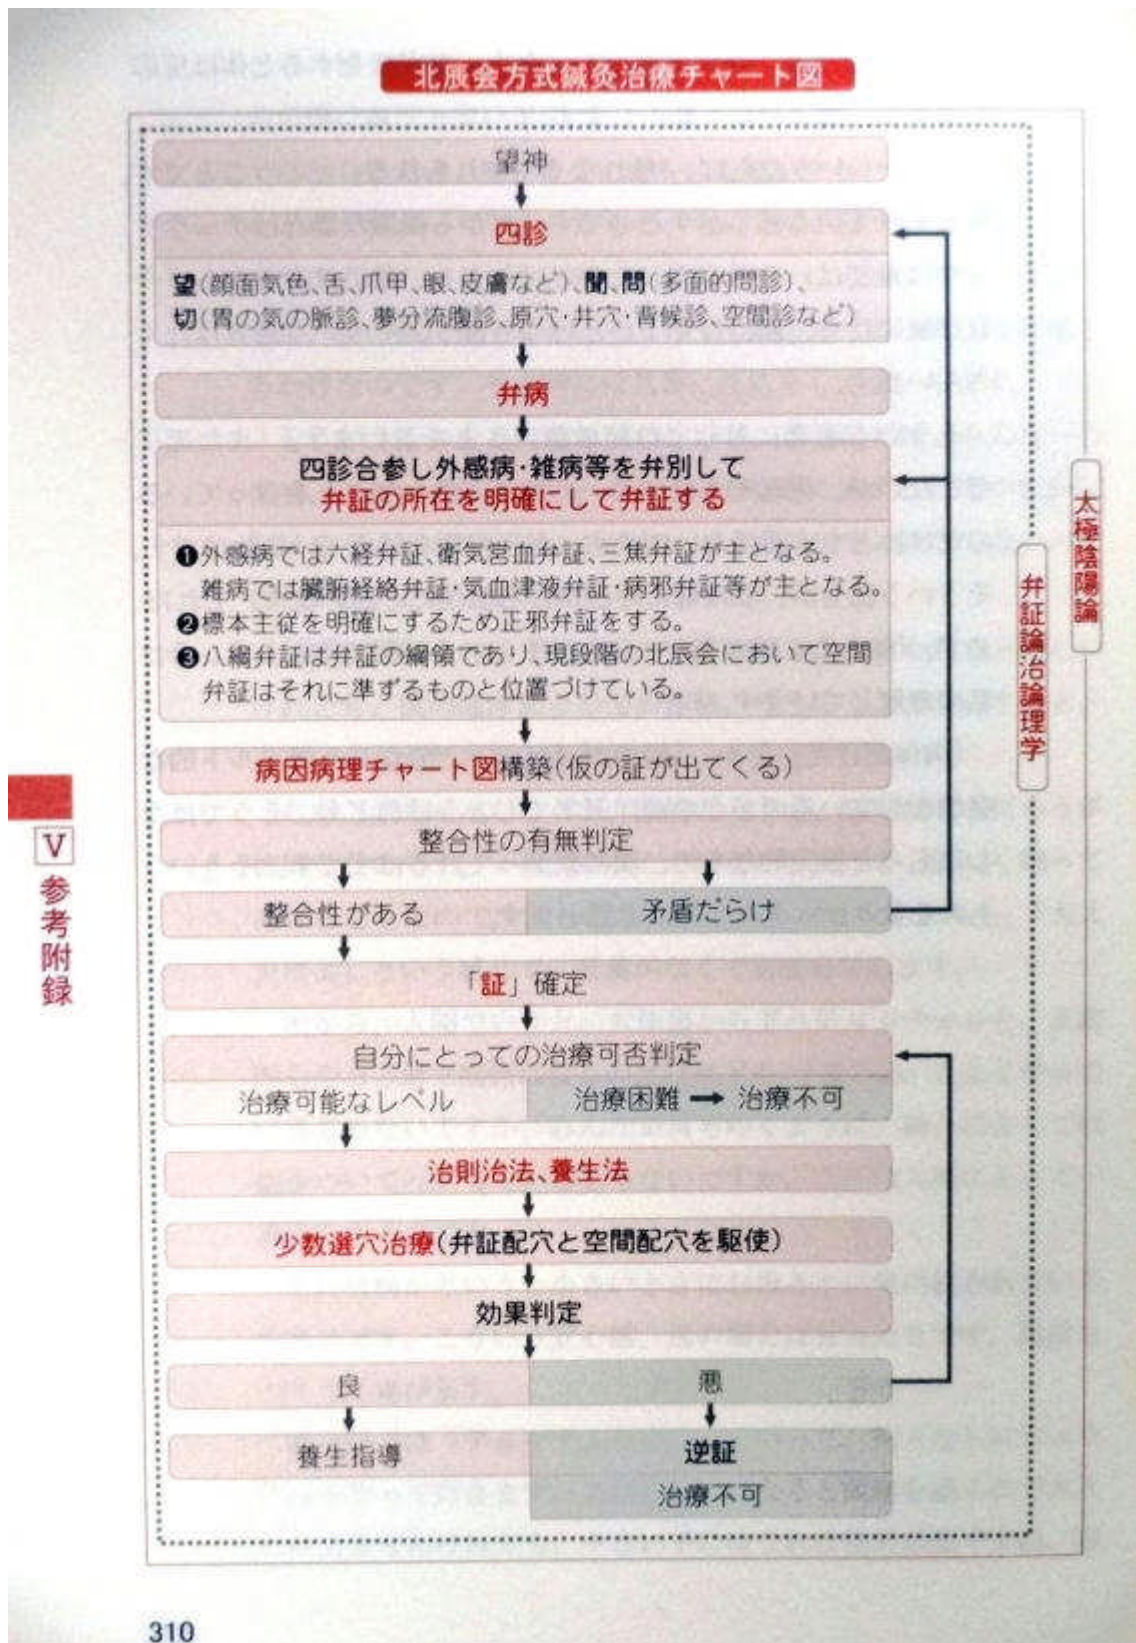 北辰会方式鍼灸治療チャート図
望神
四診
望(顔面気色、舌、爪甲、眼、皮膚など)、聞、問(多面的問診)、
切(胃の気の脈診、夢分流腹診、原穴・井穴・背候診、空間診など)
弁病
四診合参し外感病・雑病等を弁別して
弁証の所在を明確にして弁証する
❶外感病では六経弁証、衛気営血弁証、三焦弁証が主となる。
雑病では臓腑経絡弁証・気血津液弁証・病邪弁証等が主となる。
❷標本主従を明確にするため正邪弁証をする。
❸八綱弁証は弁証の綱領であり、現段階の北辰会において空間
弁証はそれに準ずるものと位置づけている。
病因病理チャート図構築(仮の証が出てくる)
整合性の有無判定
整合性がある
矛盾だらけ
「証」確定
自分にとっての治療可否判定
治療可能なレベル
治療困難➡治療不可
治則治法、養生法
少数選穴治療(弁証配穴と空間配穴を駆使)
効果判定
良
悪
養生指導
逆証
治療不可
太極陰陽論
弁証論治論理学
V
参考附録
310